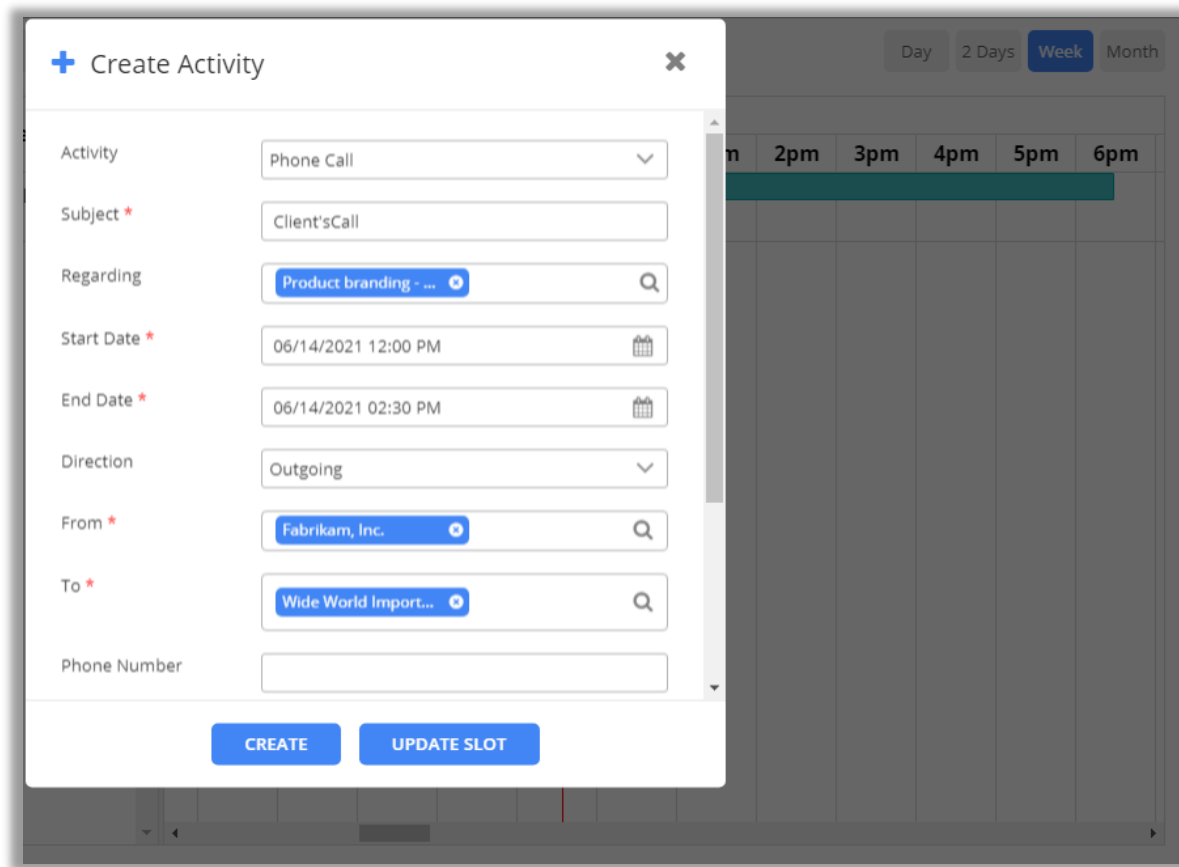 Create Activity
Day 2 Days Week Month
2pm 3pm 4pm 5pm 6pm
Activity Phone Call
Subject * Client'sCall
Regarding Product branding - ...
Start Date * 06/14/2021 12:00 PM
End Date * 06/14/2021 02:30 PM
Direction Outgoing
From * Fabrikam, Inc.
To * Wide World Import...
Phone Number
CREATE UPDATE SLOT